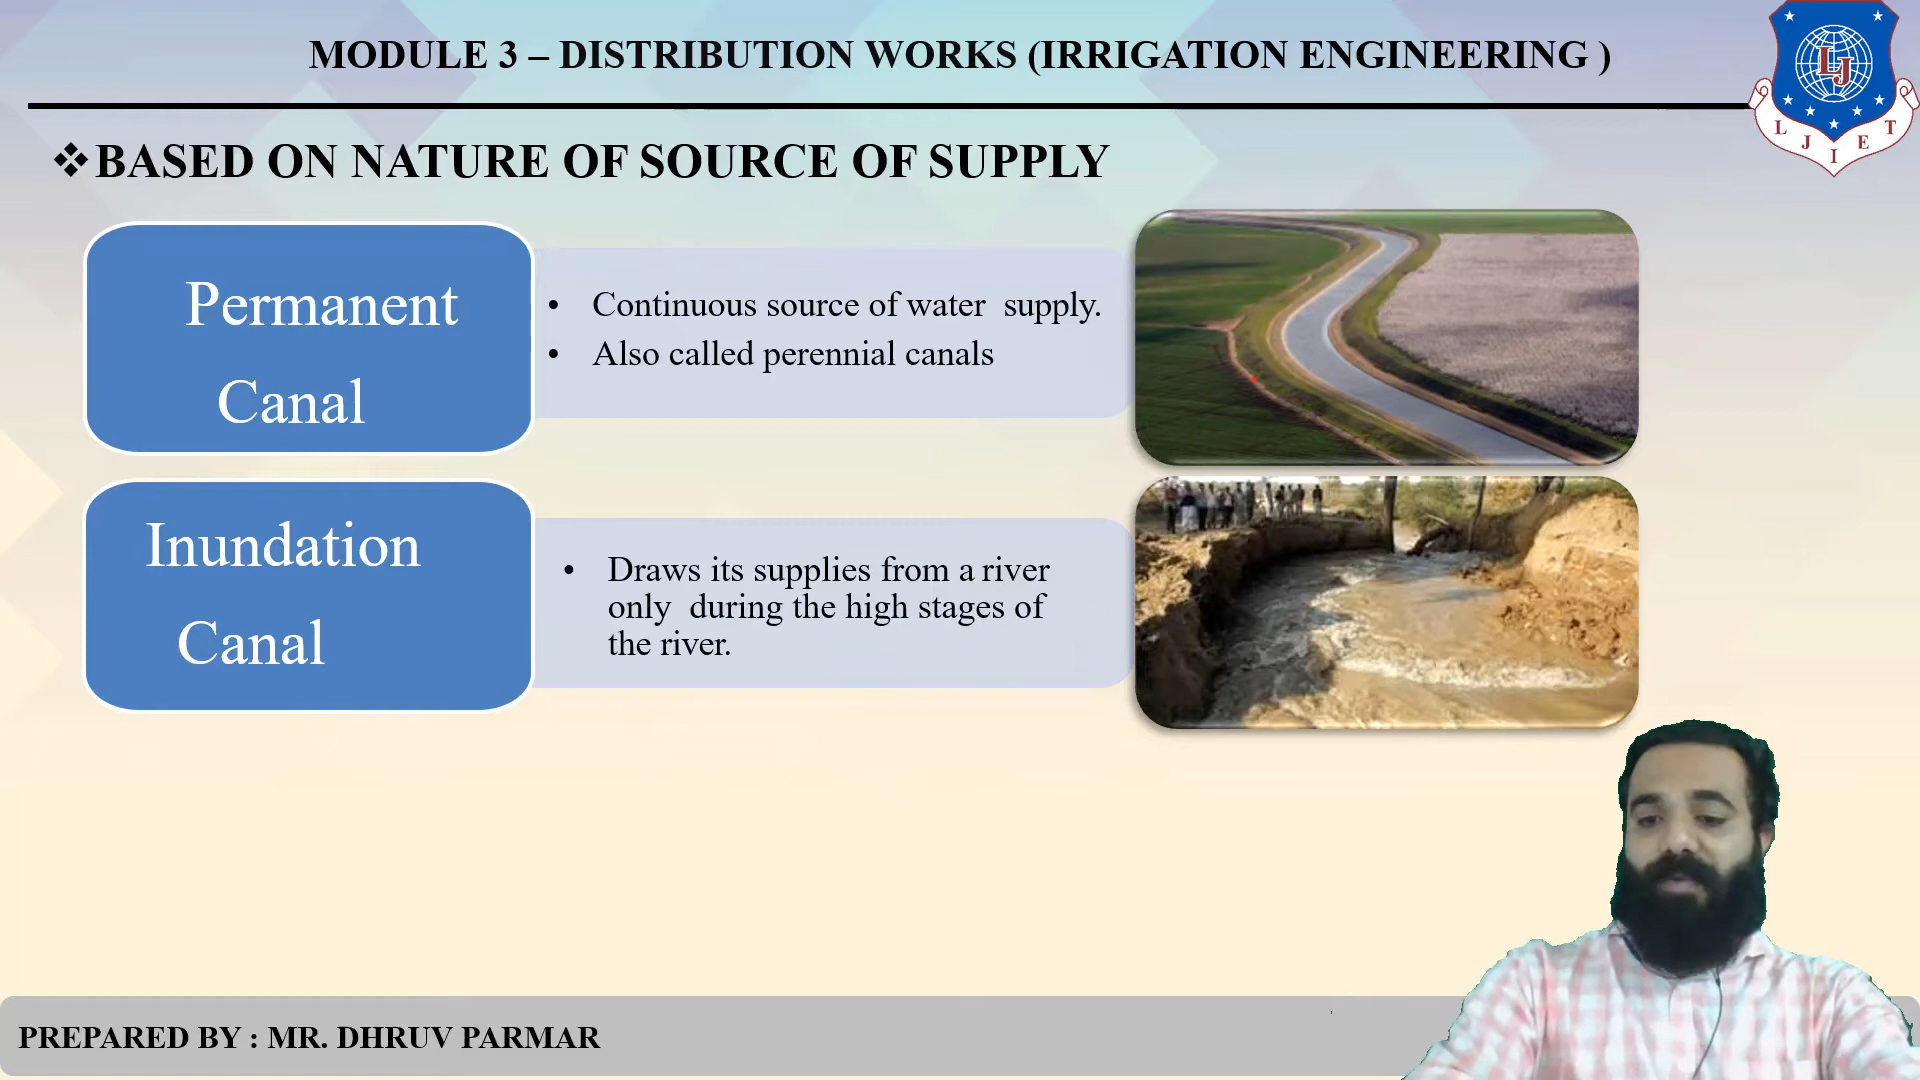 MODULE 3 – DISTRIBUTION WORKS (IRRIGATION ENGINEERING )
LJ
L J I E T
❖BASED ON NATURE OF SOURCE OF SUPPLY
Permanent
Canal
• Continuous source of water supply.
• Also called perennial canals
Inundation
Canal
• Draws its supplies from a river
only during the high stages of
the river.
PREPARED BY : MR. DHRUV PARMAR